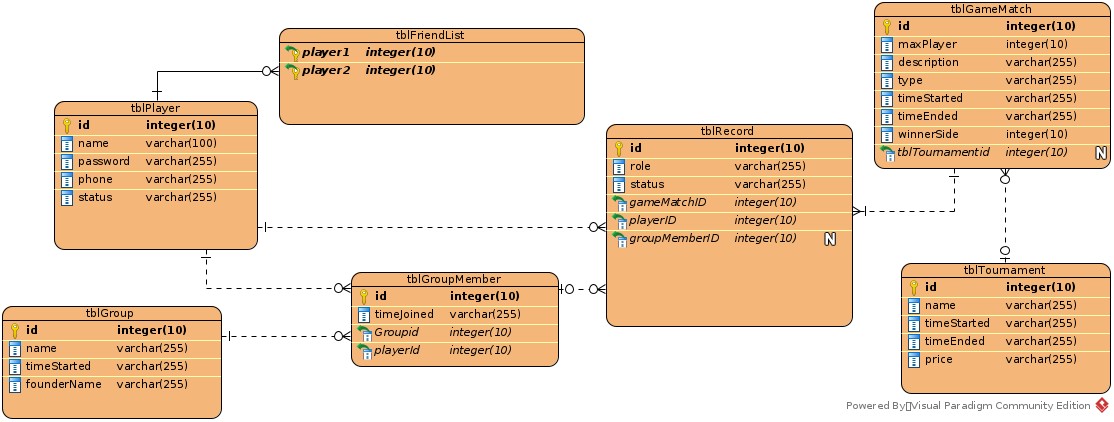 tblFriendList
player1 integer(10)
player2 integer(10)
tblGameMatch
id integer(10)
maxPlayer integer(10)
description varchar(255)
type varchar(255)
timeStarted varchar(255)
timeEnded varchar(255)
winnerSide integer(10)
tblTournamentid integer(10) N
tblPlayer
id integer(10)
name varchar(100)
password varchar(255)
phone varchar(255)
status varchar(255)
tblRecord
id integer(10)
role varchar(255)
status varchar(255)
gameMatchID integer(10)
playerID integer(10)
groupMemberID integer(10) N
tblGroupMember
id integer(10)
timeJoined varchar(255)
Groupid integer(10)
playerId integer(10)
tblTournament
id integer(10)
name varchar(255)
timeStarted varchar(255)
timeEnded varchar(255)
price varchar(255)
tblGroup
id integer(10)
name varchar(255)
timeStarted varchar(255)
founderName varchar(255)
Powered By▯Visual Paradigm Community Edition